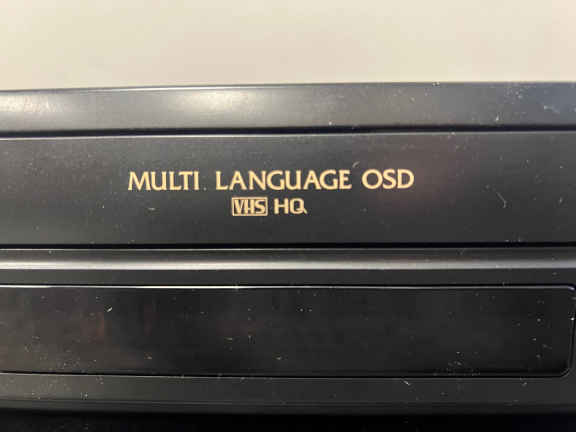 MULTI LANGUAGE OSD
VHS HQ